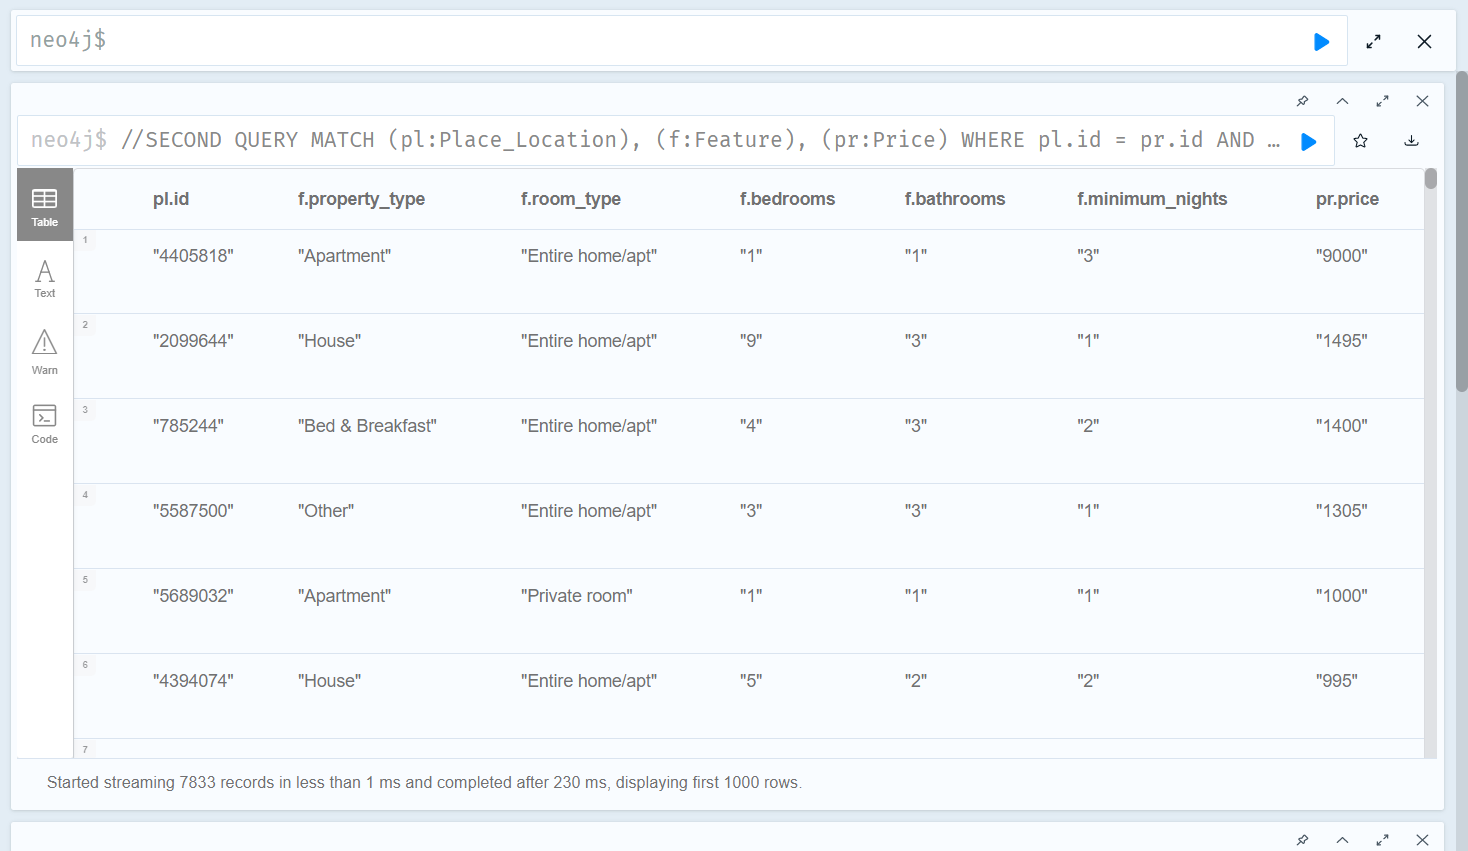 neo4j$
neo4j$ //SECOND QUERY MATCH (pl:Place_Location), (f:Feature), (pr:Price) WHERE pl.id = pr.id AND …
Table
Text
Warn
Code
pl.id f.property_type f.room_type f.bedrooms f.bathrooms f.minimum_nights pr.price
1 "4405818" "Apartment" "Entire home/apt" "1" "1" "3" "9000"
2 "2099644" "House" "Entire home/apt" "9" "3" "1" "1495"
3 "785244" "Bed & Breakfast" "Entire home/apt" "4" "3" "2" "1400"
4 "5587500" "Other" "Entire home/apt" "3" "3" "1" "1305"
5 "5689032" "Apartment" "Private room" "1" "1" "1" "1000"
6 "4394074" "House" "Entire home/apt" "5" "2" "2" "995"
7
Started streaming 7833 records in less than 1 ms and completed after 230 ms, displaying first 1000 rows.